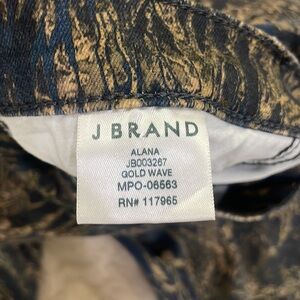 J BRAND
ALANA
JB003267
GOLD WAVE
MPO-06563
RN# 117965